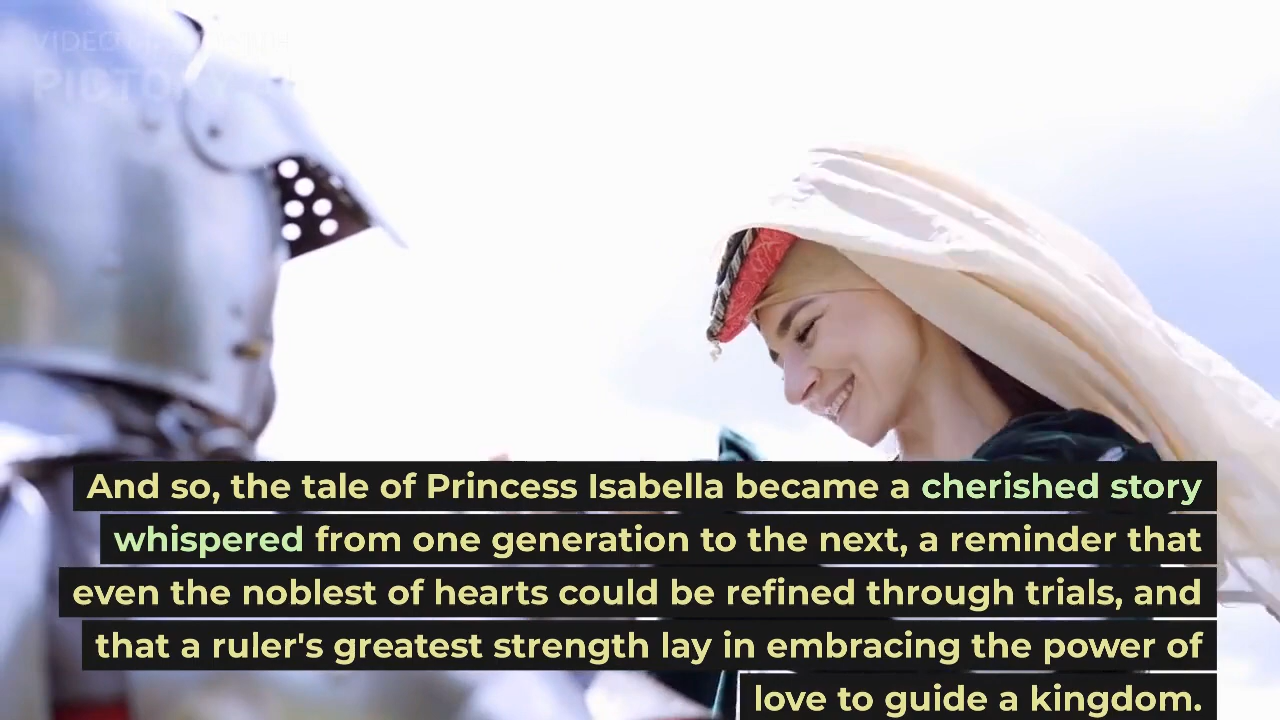 And so, the tale of Princess Isabella became a cherished story
whispered from one generation to the next, a reminder that
even the noblest of hearts could be refined through trials, and
that a ruler's greatest strength lay in embracing the power of
love to guide a kingdom.